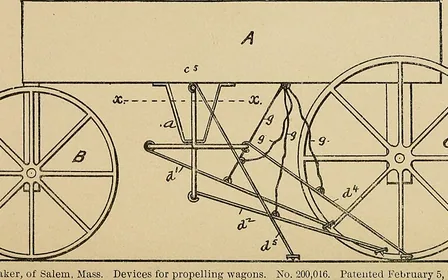 A
c⁵
x. x.
a
g
g g g.
B
d¹
d⁴
d²
d⁵
aker, of Salem, Mass. Devices for propelling wagons. No. 200,016. Patented February 5,